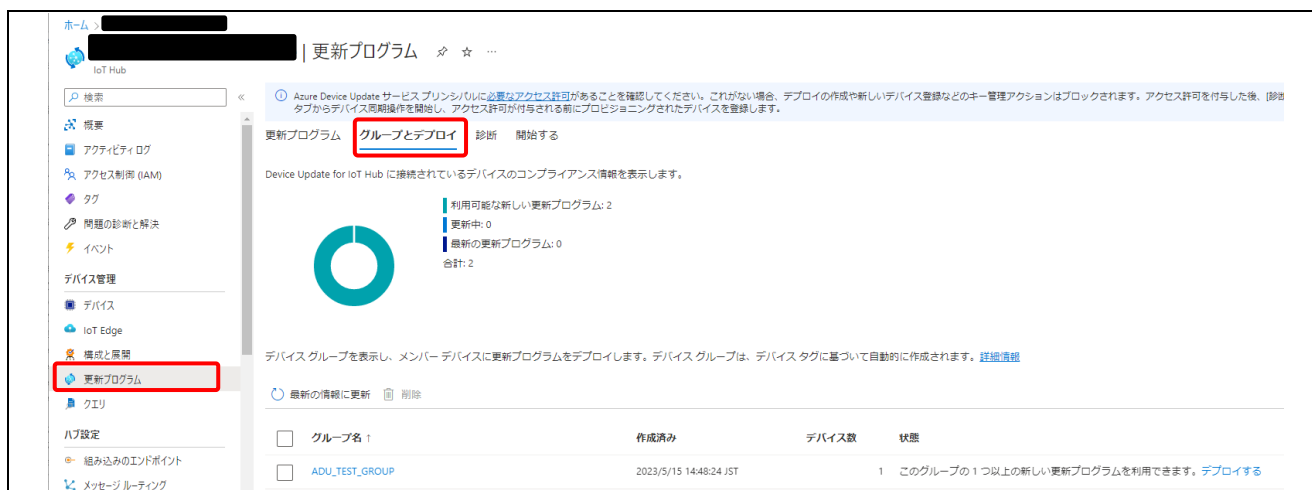 ホーム >
| 更新プログラム ...
IoT Hub
検索 «
Azure Device Update サービス プリンシパルに必要なアクセス許可があることを確認してください。これがない場合、デプロイの作成や新しいデバイス登録などのキー管理アクションはブロックされます。アクセス許可を付与した後、[診断
タブからデバイス同期操作を開始し、アクセス許可が付与される前にプロビジョニングされたデバイスを登録します。
概要
アクティビティ ログ
アクセス制御 (IAM)
タグ
問題の診断と解決
イベント
デバイス管理
デバイス
IoT Edge
構成と展開
更新プログラム
クエリ
ハブ設定
組み込みのエンドポイント
メッセージ ルーティング
更新プログラム グループとデプロイ 診断 開始する
Device Update for IoT Hub に接続されているデバイスのコンプライアンス情報を表示します。
利用可能な新しい更新プログラム: 2
更新中: 0
最新の更新プログラム: 0
合計: 2
デバイス グループを表示し、メンバー デバイスに更新プログラムをデプロイします。デバイス グループは、デバイス タグに基づいて自動的に作成されます。詳細情報
最新の情報に更新 削除
グループ名 ↑ 作成済み デバイス数 状態
ADU_TEST_GROUP 2023/5/15 14:48:24 JST 1 このグループの 1 つ以上の新しい更新プログラムを利用できます。デプロイする